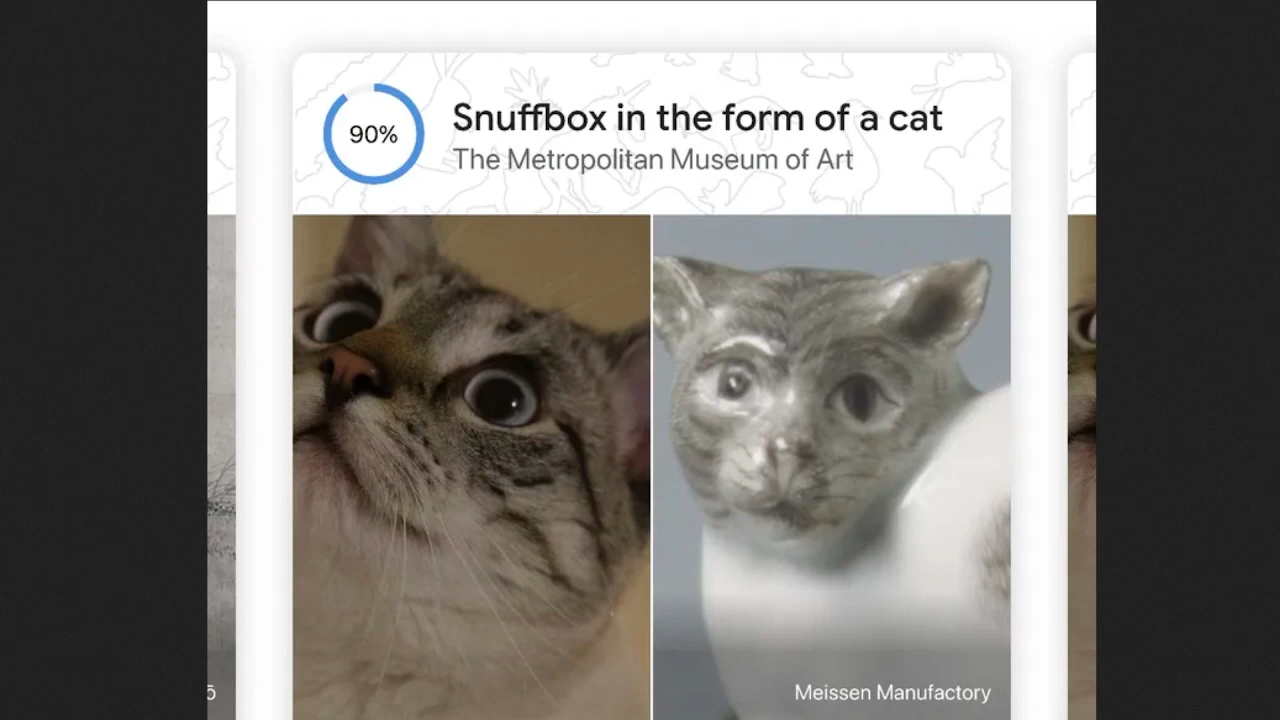 90%
Snuffbox in the form of a cat
The Metropolitan Museum of Art
Meissen Manufactory